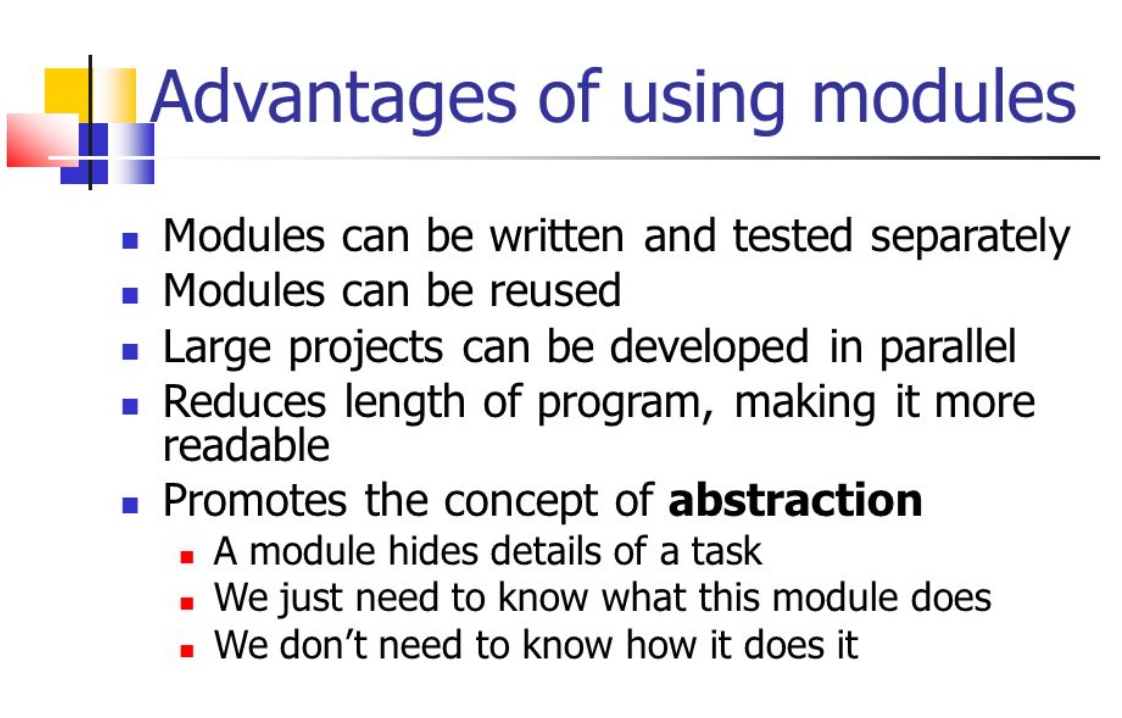 Advantages of using modules
Modules can be written and tested separately
Modules can be reused
Large projects can be developed in parallel
Reduces length of program, making it more
readable
Promotes the concept of abstraction
A module hides details of a task
We just need to know what this module does
We don’t need to know how it does it